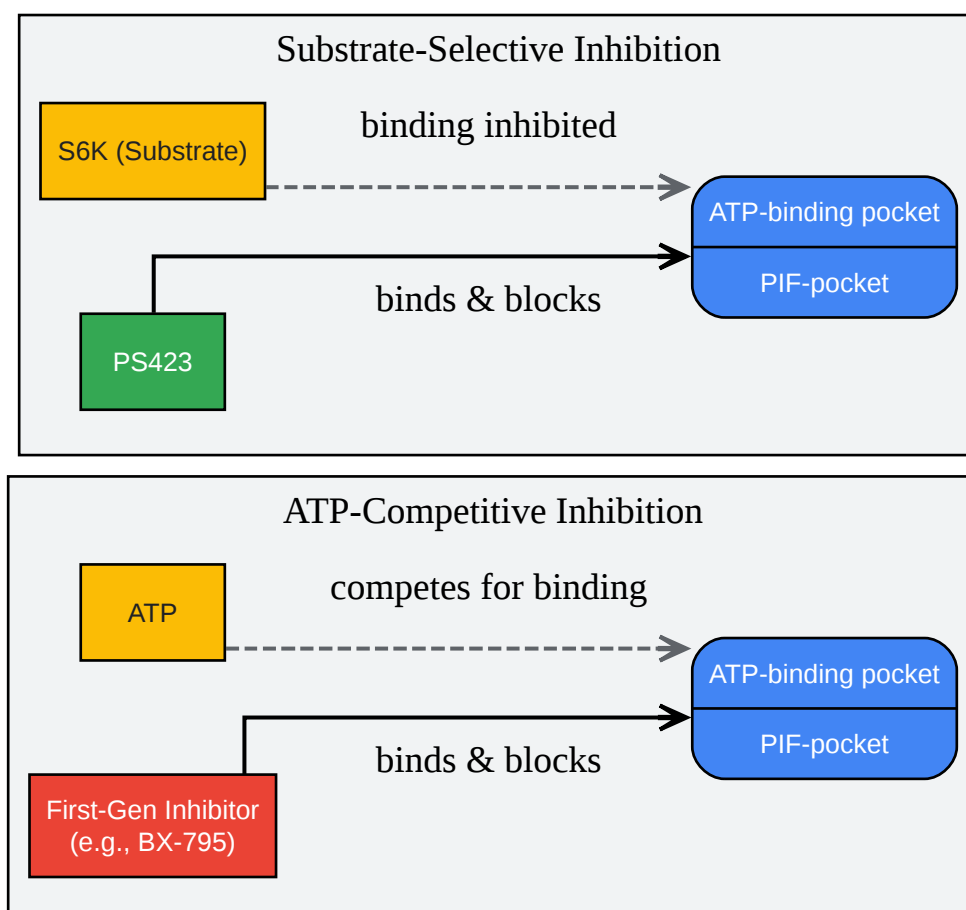 Substrate-Selective Inhibition
binding inhibited
S6K (Substrate)
ATP-binding pocket
PIF-pocket
binds & blocks
PS423
ATP-Competitive Inhibition
competes for binding
ATP
ATP-binding pocket
PIF-pocket
binds & blocks
First-Gen Inhibitor
(e.g., BX-795)